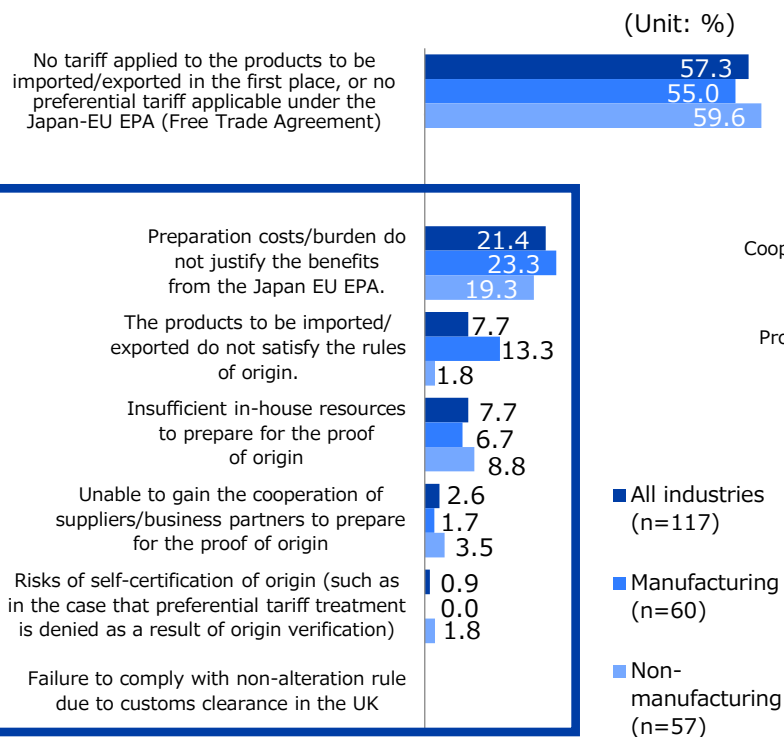 (Unit: %)
No tariff applied to the products to be
imported/exported in the first place, or no
preferential tariff applicable under the
Japan-EU EPA (Free Trade Agreement)
57.3
55.0
59.6
Preparation costs/burden do
not justify the benefits
from the Japan EU EPA.
21.4
23.3
19.3
Coop
The products to be imported/
exported do not satisfy the rules
of origin.
7.7
13.3
1.8
Pro
Insufficient in-house resources
to prepare for the proof
of origin
7.7
6.7
8.8
Unable to gain the cooperation of
suppliers/business partners to prepare
for the proof of origin
2.6
1.7
3.5
Risks of self-certification of origin (such as
in the case that preferential tariff treatment
is denied as a result of origin verification)
0.9
0.0
1.8
Failure to comply with non-alteration rule
due to customs clearance in the UK
All industries
(n=117)
Manufacturing
(n=60)
Non-
manufacturing
(n=57)